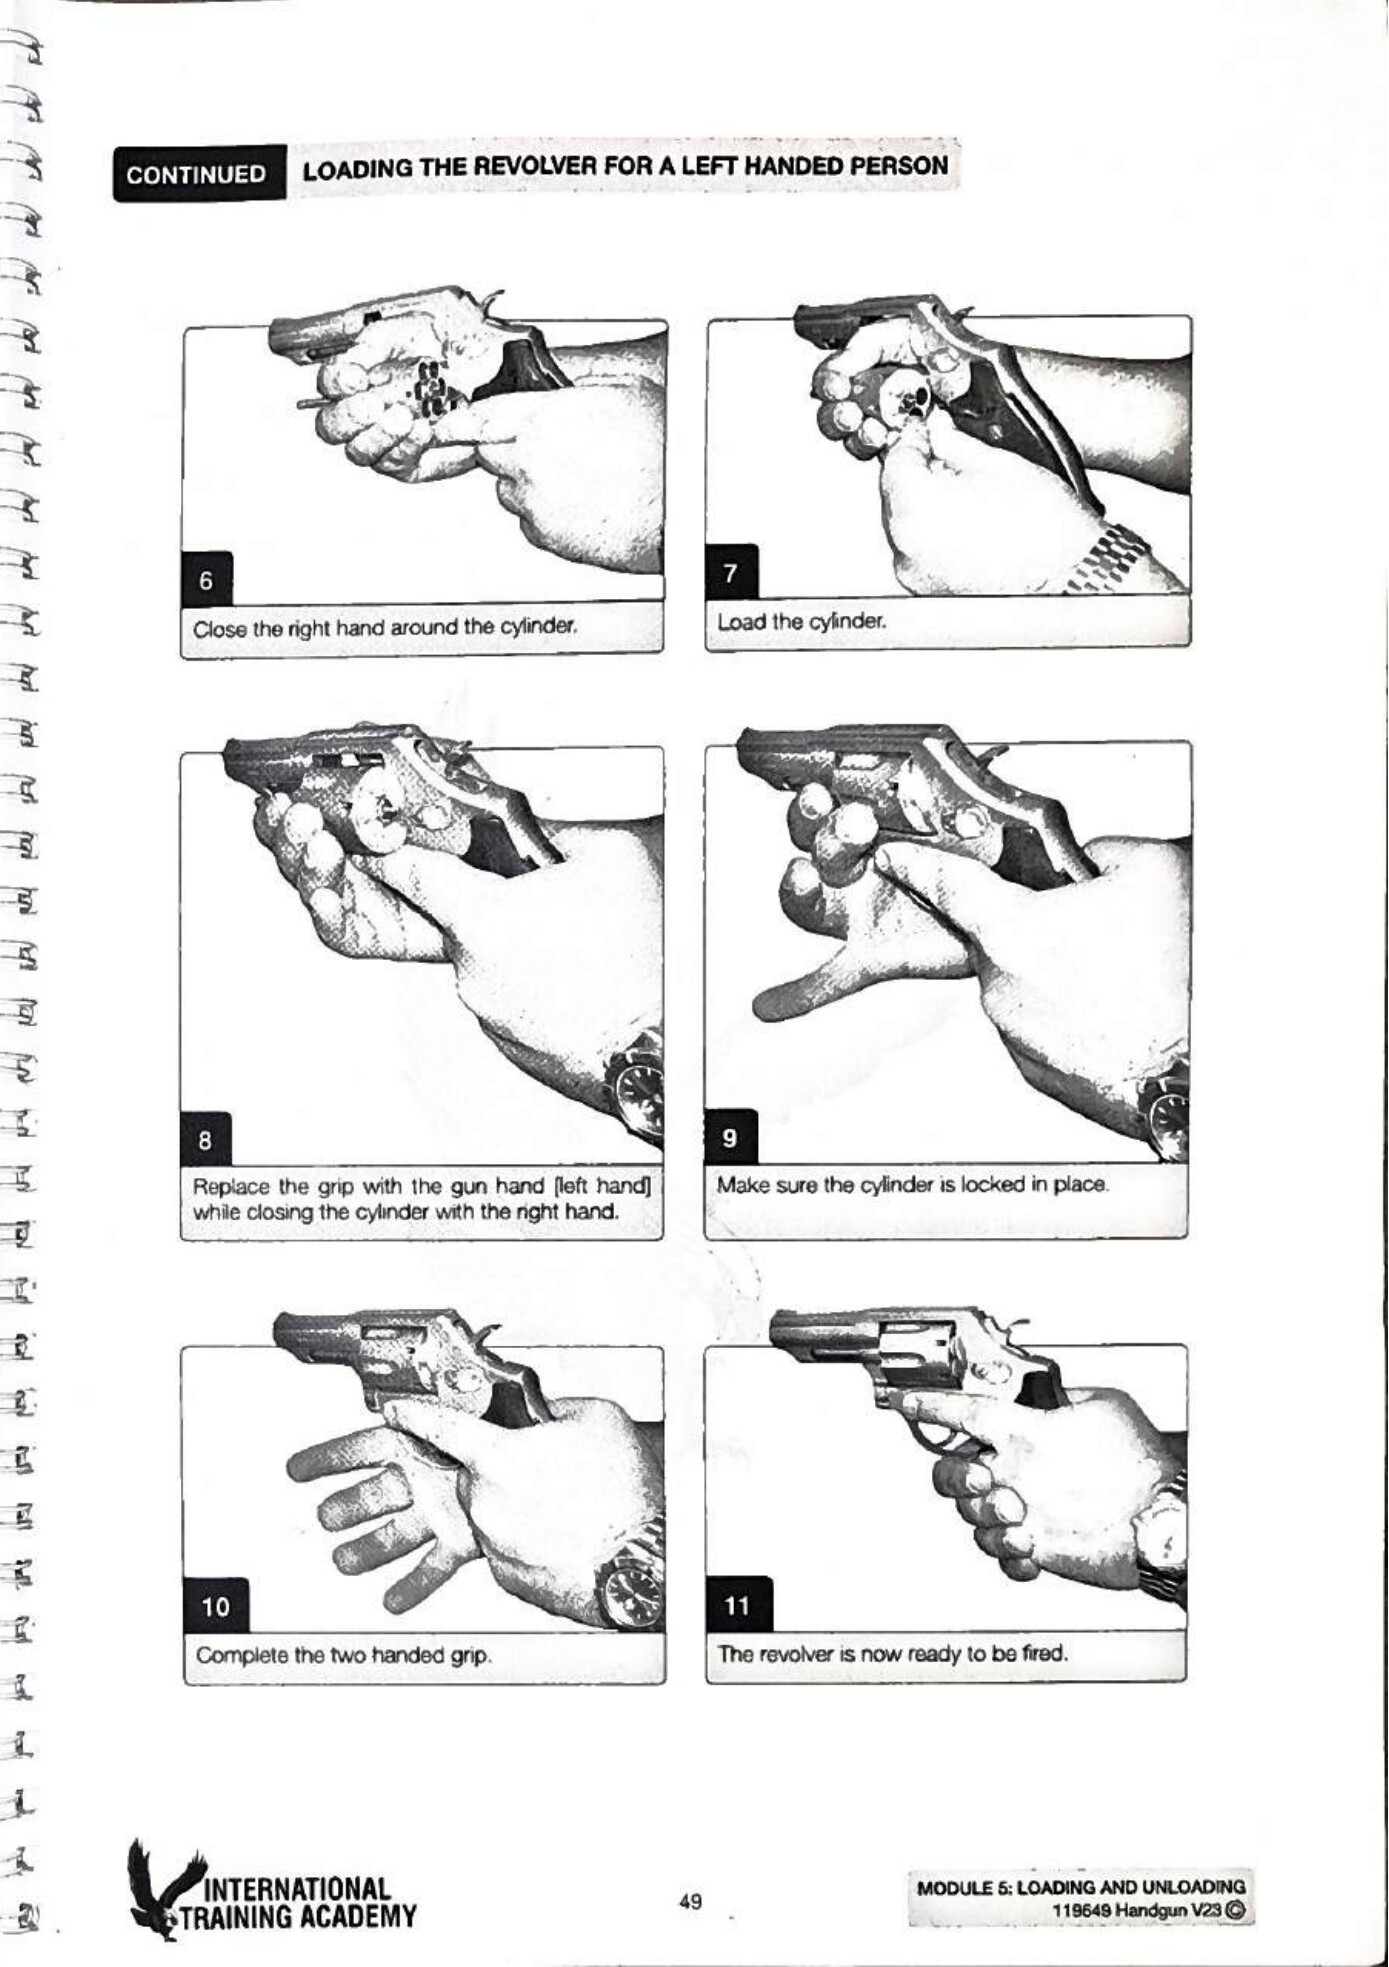 CONTINUED LOADING THE REVOLVER FOR A LEFT HANDED PERSON
6
Close the right hand around the cylinder.
7
Load the cylinder.
8
Replace the grip with the gun hand [left hand]
while closing the cylinder with the right hand.
9
Make sure the cylinder is locked in place.
10
Complete the two handed grip.
11
The revolver is now ready to be fired.
INTERNATIONAL
TRAINING ACADEMY
49
MODULE 5: LOADING AND UNLOADING
119649 Handgun V23 ©